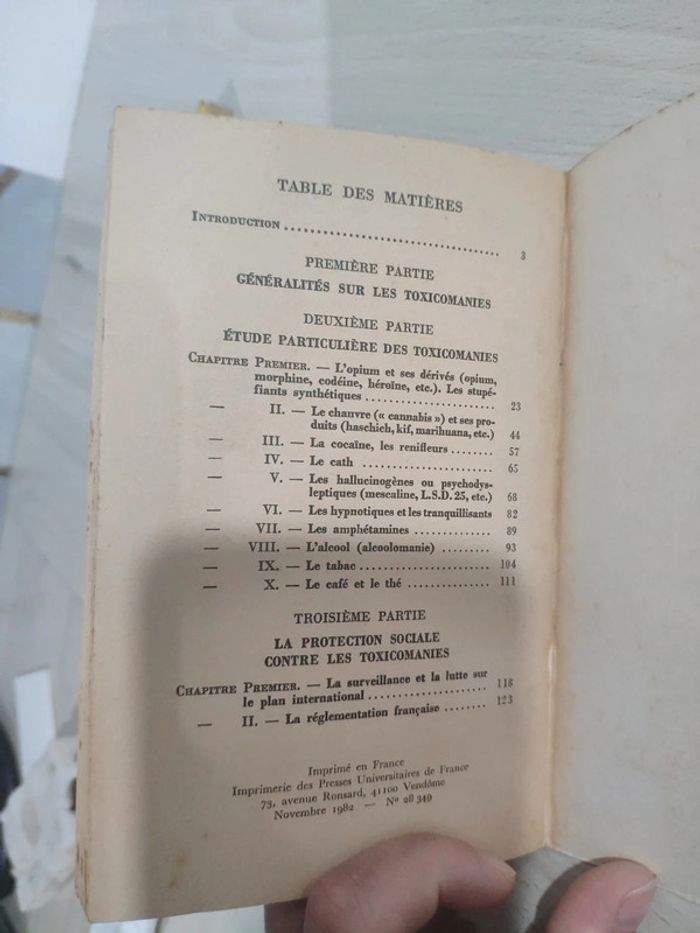 TABLE DES MATIÈRES
INTRODUCTION ........................................ 3
PREMIÈRE PARTIE
GÉNÉRALITÉS SUR LES TOXICOMANIES
DEUXIÈME PARTIE
ÉTUDE PARTICULIÈRE DES TOXICOMANIES
CHAPITRE PREMIER. — L'opium et ses dérivés (opium,
morphine, codéine, héroïne, etc.). Les stupé-
fiants synthétiques ........................ 23
— II. — Le chanvre (« cannabis ») et ses pro-
duits (haschich, kif, marihuana, etc.) 44
— III. — La cocaïne, les renifleurs ........ 57
— IV. — Le cath ........................ 65
— V. — Les hallucinogènes ou psychodys-
leptiques (mescaline, L.S.D. 25, etc.) 68
— VI. — Les hypnotiques et les tranquillisants 82
— VII. — Les amphétamines .............. 89
— VIII. — L'alcool (alcoolomanie) ......... 93
— IX. — Le tabac ........................ 104
— X. — Le café et le thé ............... 111
TROISIÈME PARTIE
LA PROTECTION SOCIALE
CONTRE LES TOXICOMANIES
CHAPITRE PREMIER. — La surveillance et la lutte sur
le plan international ...................... 118
— II. — La réglementation française ........ 123
Imprimé en France
Imprimerie des Presses Universitaires de France
73, avenue Ronsard, 41100 Vendôme
Novembre 1982 — Nº 28 349